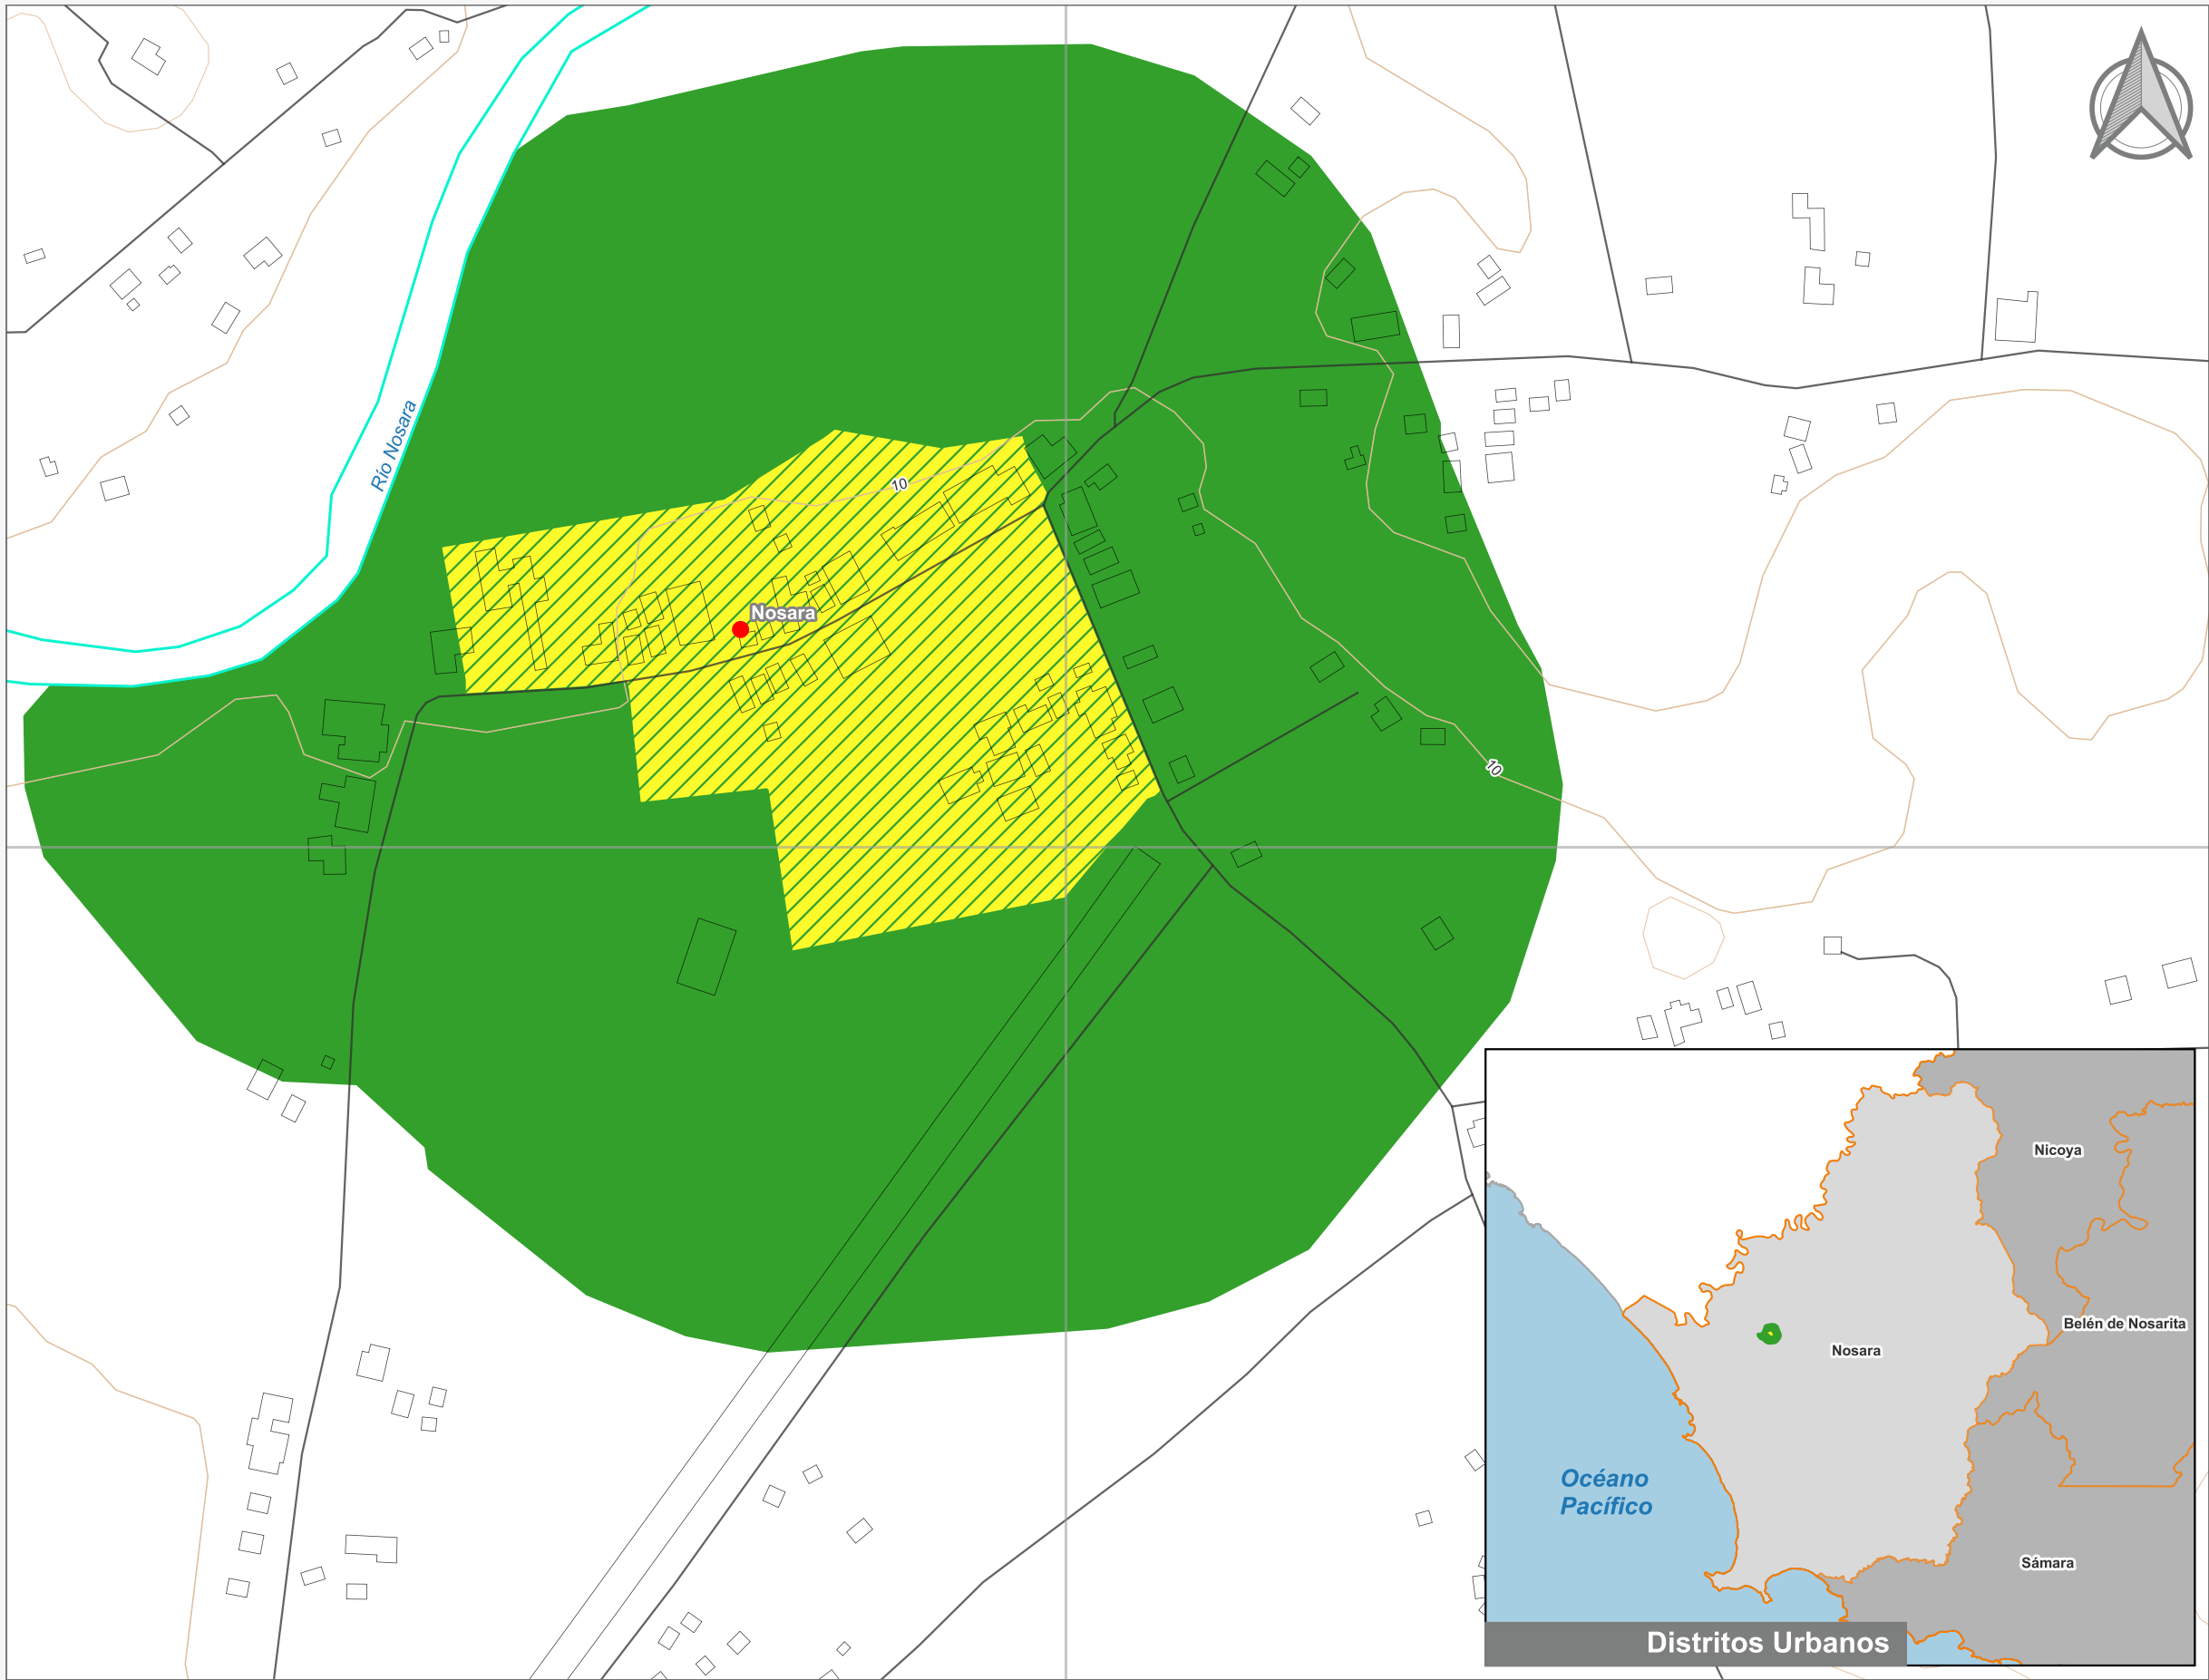 Río Nosara
10
Nosara
10
Nicoya
Belén de Nosarita
Nosara
Océano
Pacífico
Sámara
Distritos Urbanos